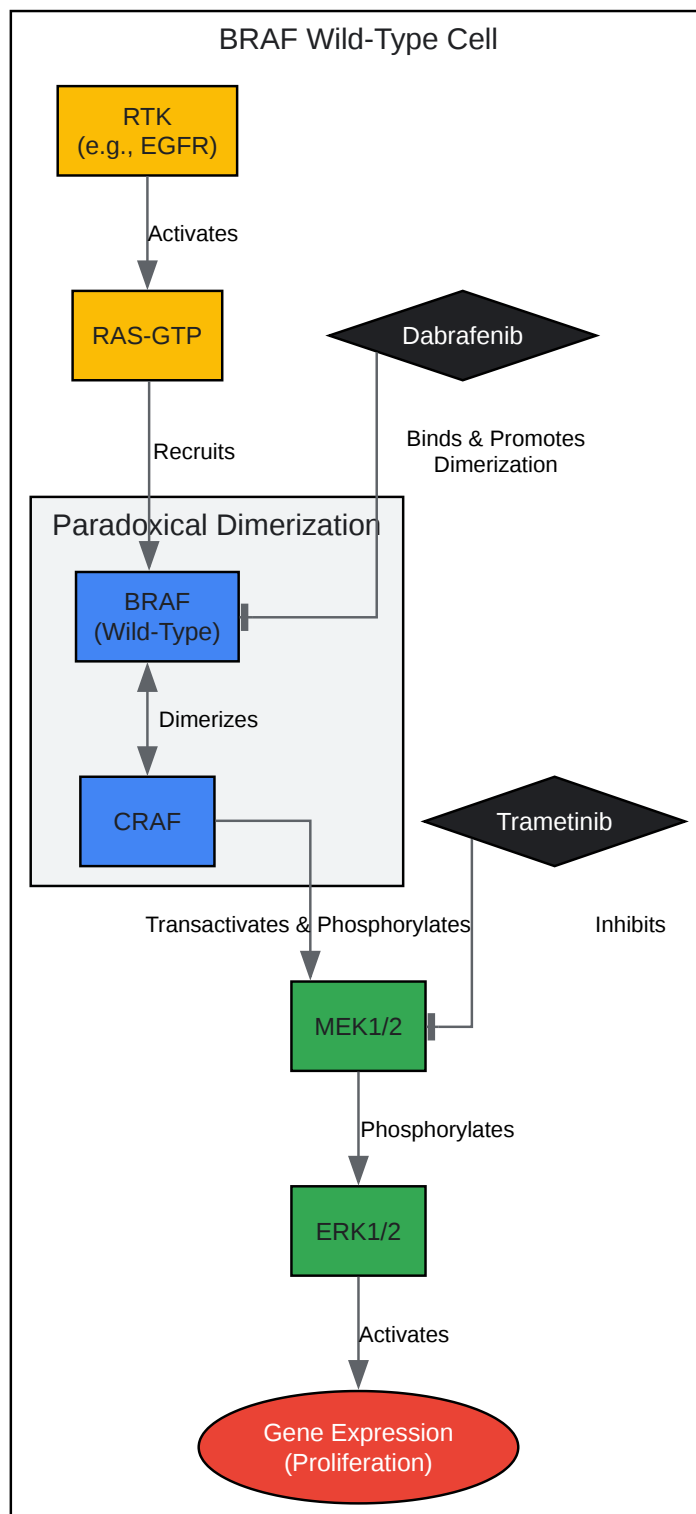 BRAF Wild-Type Cell
RTK
(e.g., EGFR)
Activates
RAS-GTP
Dabrafenib
Recruits
Binds & Promotes
Dimerization
Paradoxical Dimerization
BRAF
(Wild-Type)
Dimerizes
CRAF
Trametinib
Transactivates & Phosphorylates
Inhibits
MEK1/2
Phosphorylates
ERK1/2
Activates
Gene Expression
(Proliferation)